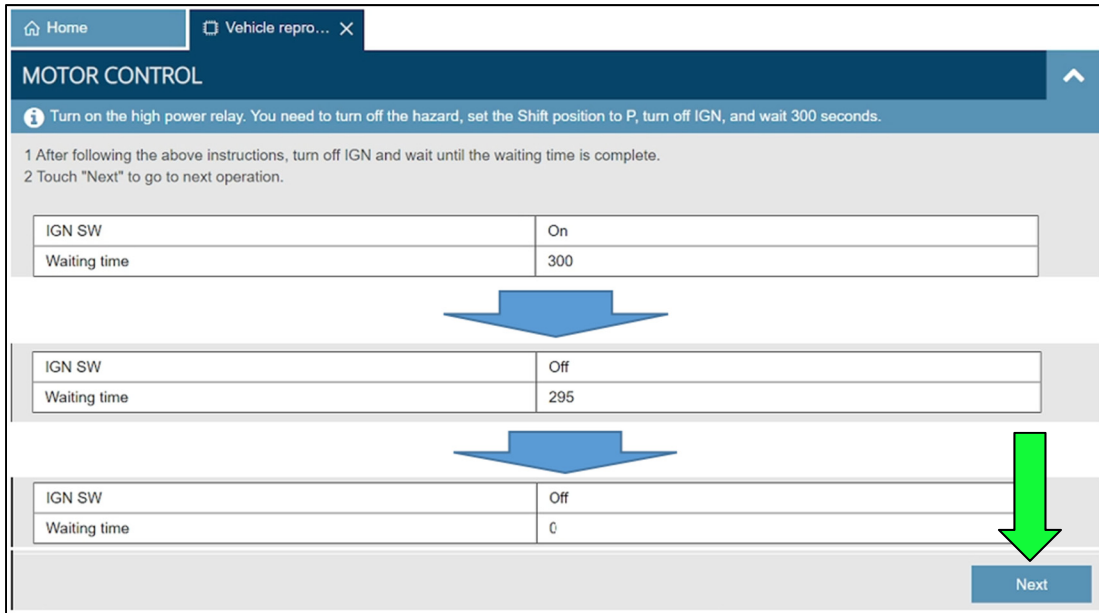 Home
Vehicle repro...
MOTOR CONTROL
Turn on the high power relay. You need to turn off the hazard, set the Shift position to P, turn off IGN, and wait 300 seconds.
1 After following the above instructions, turn off IGN and wait until the waiting time is complete.
2 Touch "Next" to go to next operation.
IGN SW On
Waiting time 300
IGN SW Off
Waiting time 295
IGN SW Off
Waiting time 0
Next